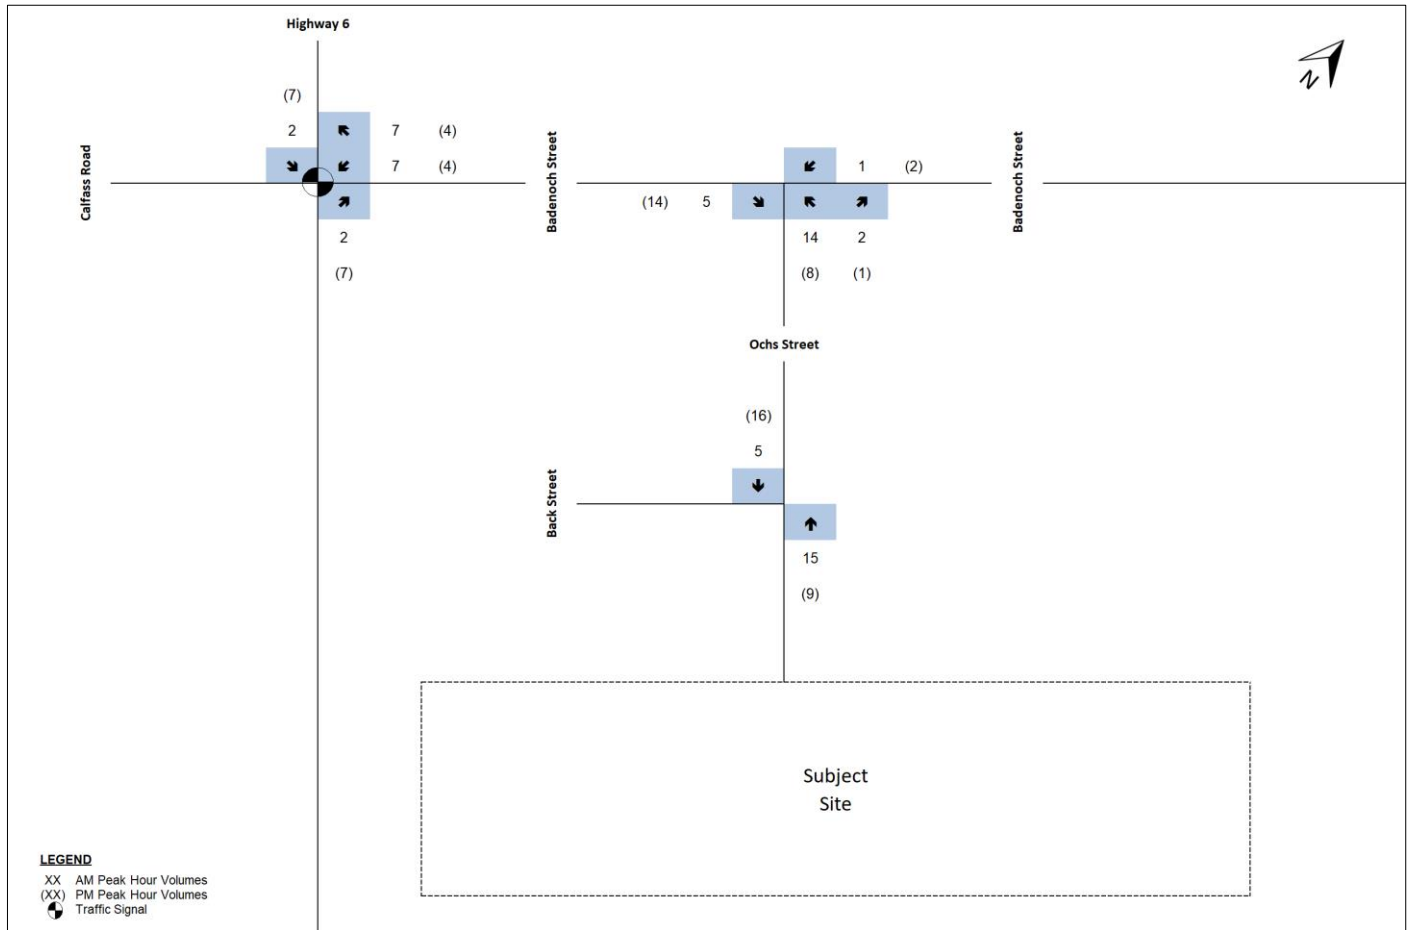 Highway 6
N
(7)
2
7 (4)
7 (4)
Calfass Road
2
(7)
Badenoch Street
1 (2)
(14) 5
14 2
(8) (1)
Badenoch Street
Ochs Street
(16)
5
Back Street
15
(9)
Subject
Site
LEGEND
XX AM Peak Hour Volumes
(XX) PM Peak Hour Volumes
Traffic Signal